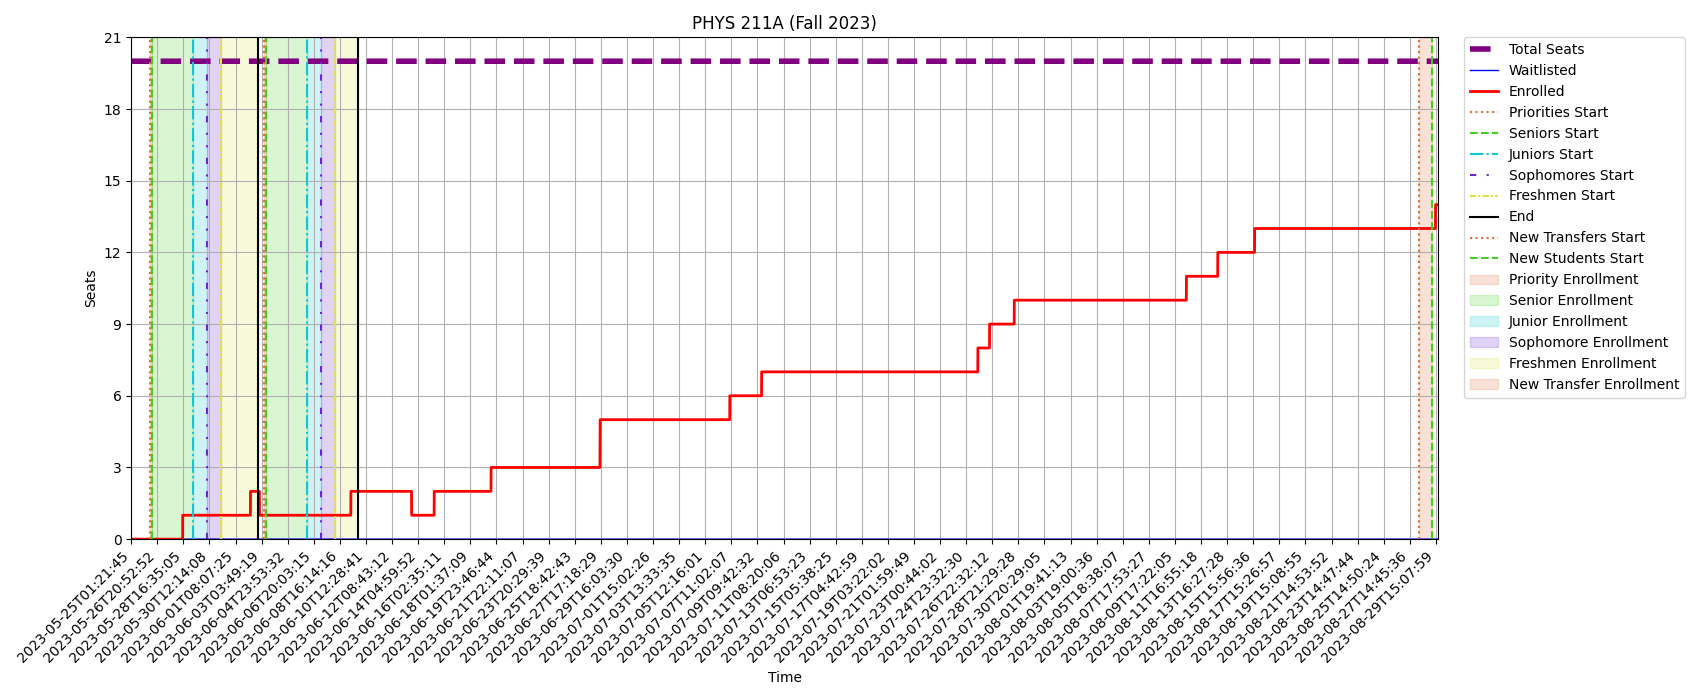 PHYS 211A (Fall 2023)
Seats
21
18
15
12
9
6
3
0
2023-05-25T01:21:45
2023-05-26T20:52:52
2023-05-28T16:35:05
2023-05-30T12:14:08
2023-06-01T08:07:25
2023-06-03T03:49:19
2023-06-04T23:53:32
2023-06-06T20:03:15
2023-06-08T16:14:16
2023-06-10T12:28:41
2023-06-12T08:43:12
2023-06-14T04:59:52
2023-06-16T02:35:11
2023-06-18T01:37:09
2023-06-19T23:46:44
2023-06-21T22:11:07
2023-06-23T20:29:39
2023-06-25T18:42:43
2023-06-27T17:18:29
2023-06-29T16:03:30
2023-07-01T15:02:26
2023-07-03T13:33:35
2023-07-05T12:16:01
2023-07-07T11:02:07
2023-07-09T09:42:32
2023-07-11T08:20:06
2023-07-13T06:53:23
2023-07-15T05:38:25
2023-07-17T04:42:59
2023-07-19T03:22:02
2023-07-21T01:59:49
2023-07-23T00:44:02
2023-07-24T23:32:30
2023-07-26T22:32:12
2023-07-28T21:29:28
2023-07-30T20:29:05
2023-08-01T19:41:13
2023-08-03T19:00:36
2023-08-05T18:38:07
2023-08-07T17:53:27
2023-08-09T17:22:05
2023-08-11T16:55:18
2023-08-13T16:27:28
2023-08-15T15:56:36
2023-08-17T15:26:57
2023-08-19T15:08:55
2023-08-21T14:53:52
2023-08-23T14:47:44
2023-08-25T14:50:24
2023-08-27T14:45:36
2023-08-29T15:07:59
Time
Total Seats
Waitlisted
Enrolled
Priorities Start
Seniors Start
Juniors Start
Sophomores Start
Freshmen Start
End
New Transfers Start
New Students Start
Priority Enrollment
Senior Enrollment
Junior Enrollment
Sophomore Enrollment
Freshmen Enrollment
New Transfer Enrollment